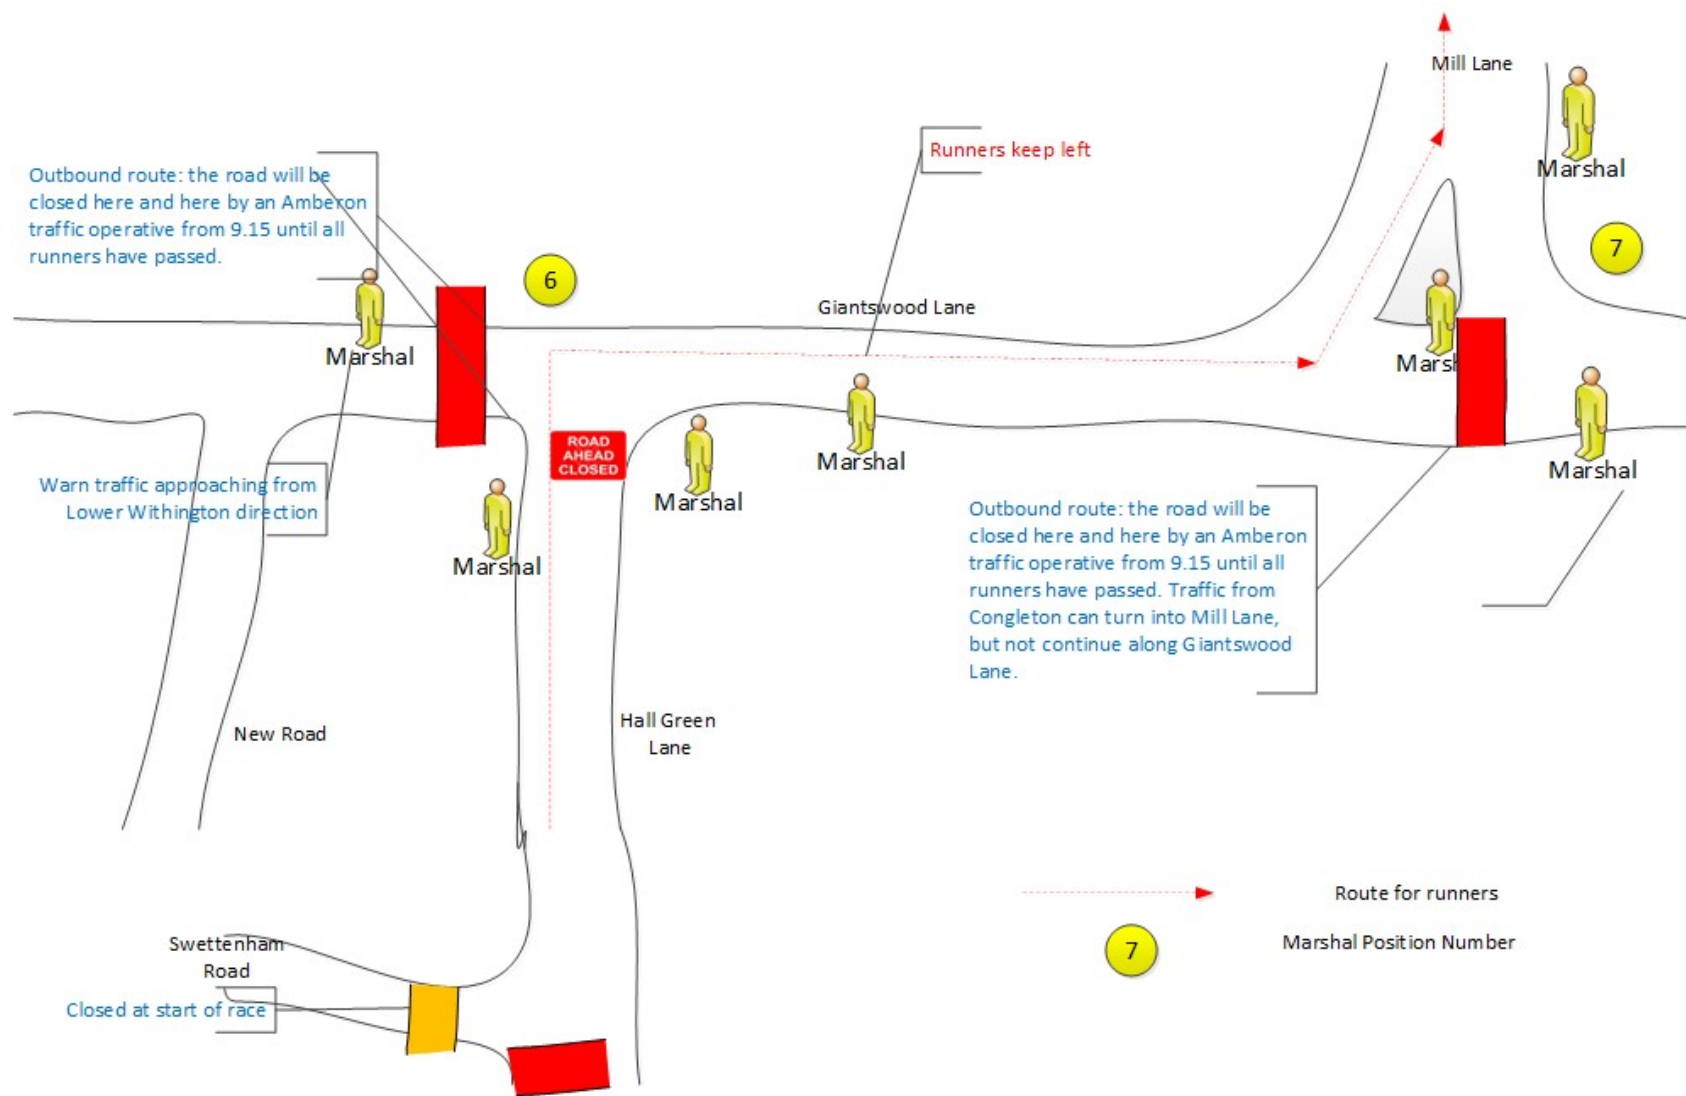 Mill Lane
Runners keep left
Marshal
Outbound route: the road will be
closed here and here by an Amberon
traffic operative from 9.15 until all
runners have passed.
7
6
Giantswood Lane
Marshal
Marsh
ROAD
AHEAD
CLOSED
Marshal
Marshal
Marshal
Warn traffic approaching from
Lower Withington direction
Marshal
Outbound route: the road will be
closed here and here by an Amberon
traffic operative from 9.15 until all
runners have passed. Traffic from
Congleton can turn into Mill Lane,
but not continue along Giantswood
Lane.
New Road
Hall Green
Lane
Route for runners
7
Marshal Position Number
Swettenham
Road
Closed at start of race